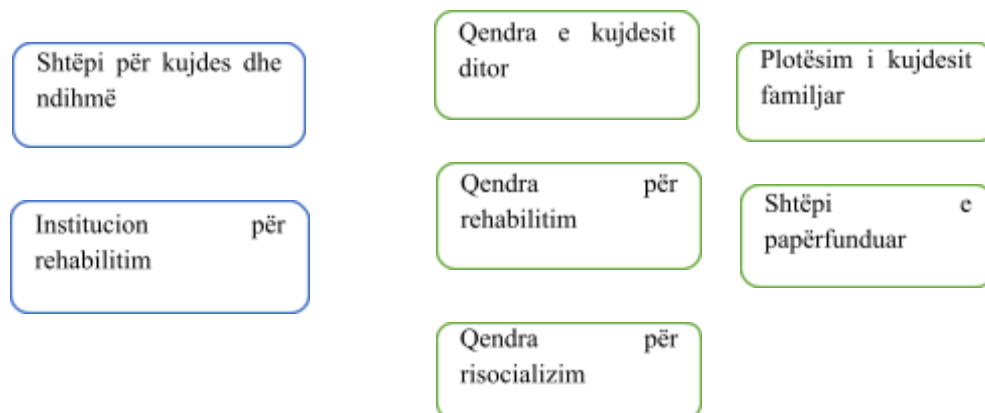 Shtëpi për kujdes dhe
ndihmë
Institucion për
rehabilitim
Qendra e kujdesit
ditor
Qendra për
rehabilitim
Qendra për
risocializim
Plotësim i kujdesit
familjar
Shtëpi e
papërfunduar